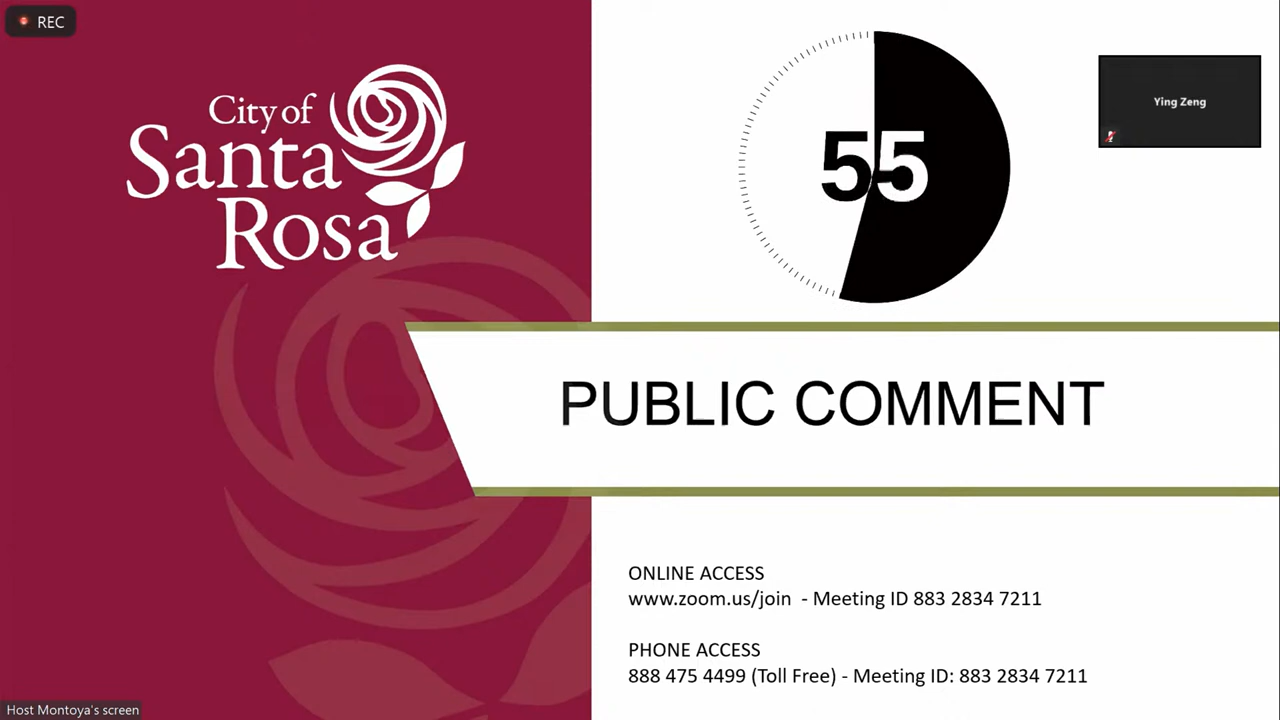 REC
City of
Santa
Rosa
55
Ying Zeng
PUBLIC COMMENT
ONLINE ACCESS
www.zoom.us/join - Meeting ID 883 2834 7211
PHONE ACCESS
888 475 4499 (Toll Free) - Meeting ID: 883 2834 7211
Host Montoya's screen